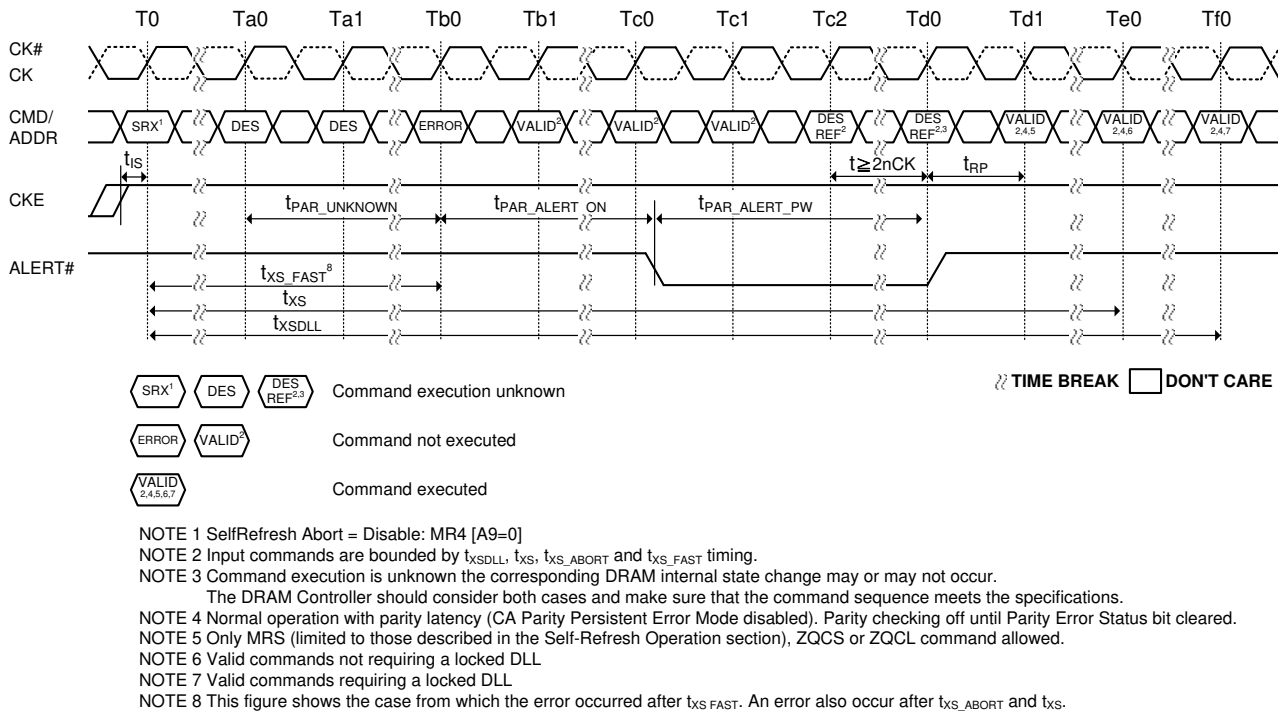 T0 Ta0 Ta1 Tb0 Tb1 Tc0 Tc1 Tc2 Td0 Td1 Te0 Tf0
CK#
CK
CMD/
ADDR
SRX¹ DES DES ERROR VALID² VALID² VALID² DES REF² DES REF²,³ VALID 2,4,5 VALID 2,4,6 VALID 2,4,7
tIS t≧2nCK tRP
CKE
tPAR_UNKNOWN tPAR_ALERT_ON tPAR_ALERT_PW
ALERT#
tXS_FAST⁸
tXS
tXSDLL
SRX¹ DES DES REF²,³ Command execution unknown
TIME BREAK DON'T CARE
ERROR VALID² Command not executed
VALID 2,4,5,6,7 Command executed
NOTE 1 SelfRefresh Abort = Disable: MR4 [A9=0]
NOTE 2 Input commands are bounded by tXSDLL, tXS, tXS_ABORT and tXS_FAST timing.
NOTE 3 Command execution is unknown the corresponding DRAM internal state change may or may not occur.
The DRAM Controller should consider both cases and make sure that the command sequence meets the specifications.
NOTE 4 Normal operation with parity latency (CA Parity Persistent Error Mode disabled). Parity checking off until Parity Error Status bit cleared.
NOTE 5 Only MRS (limited to those described in the Self-Refresh Operation section), ZQCS or ZQCL command allowed.
NOTE 6 Valid commands not requiring a locked DLL
NOTE 7 Valid commands requiring a locked DLL
NOTE 8 This figure shows the case from which the error occurred after tXS FAST. An error also occur after tXS_ABORT and tXS.